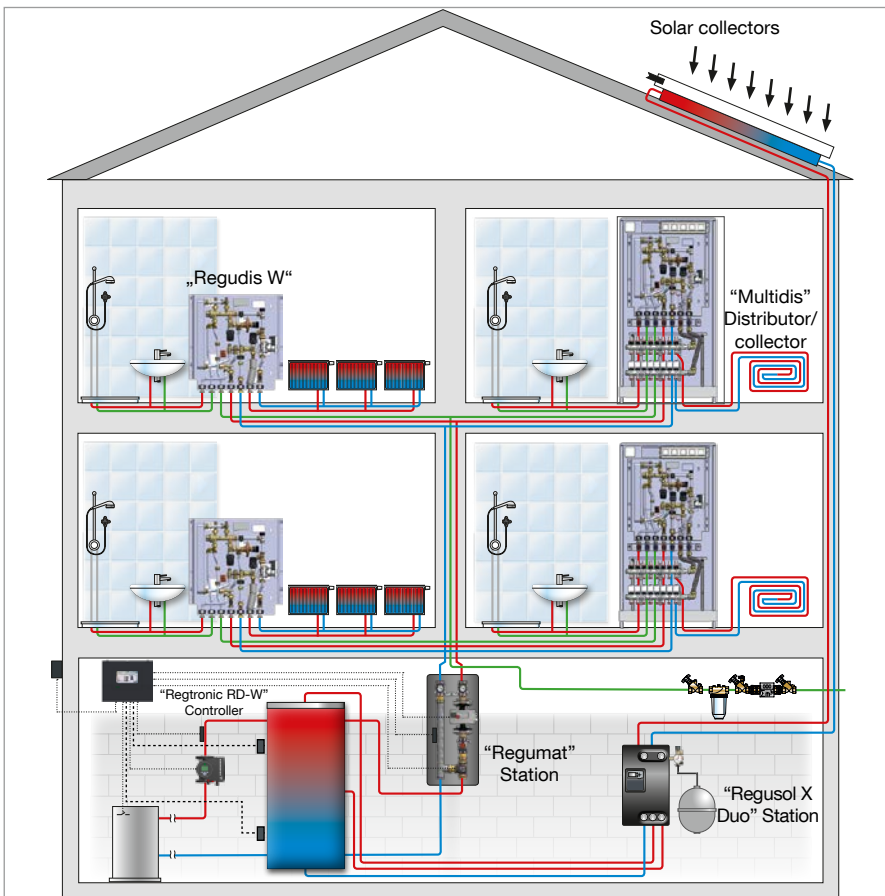 Solar collectors
„Regudis W“
“Multidis”
Distributor/
collector
“Regtronic RD-W”
Controller
“Regumat”
Station
“Regusol X
Duo” Station